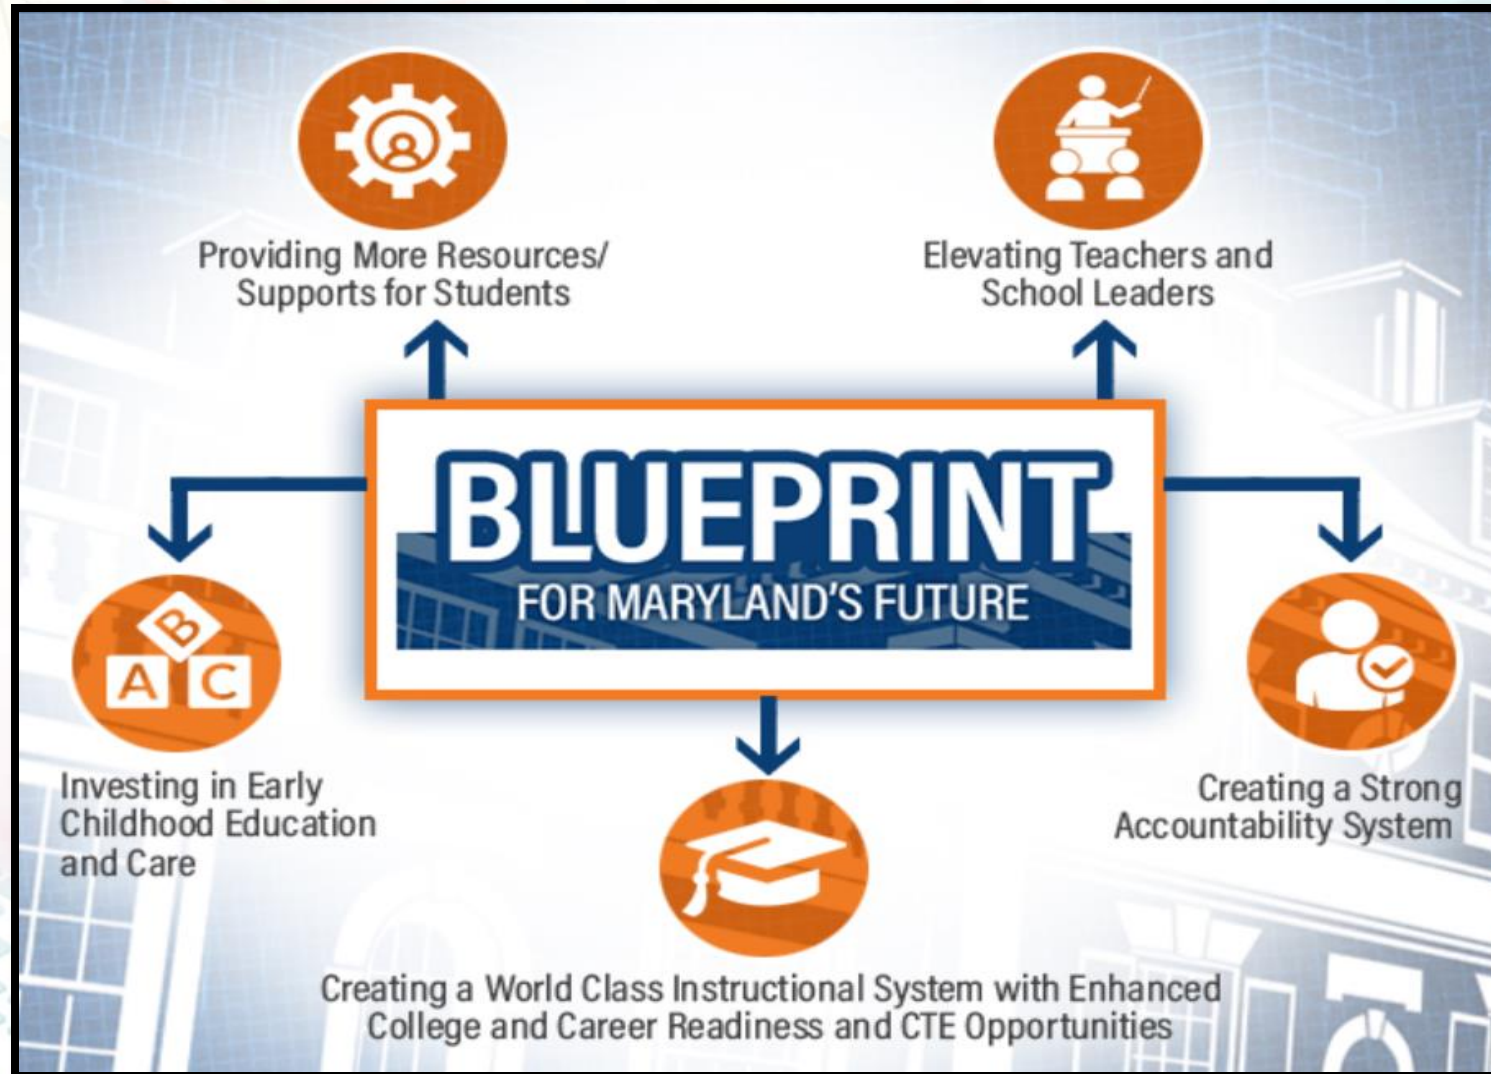 Providing More Resources/
Supports for Students
Elevating Teachers and
School Leaders
BLUEPRINT
FOR MARYLAND'S FUTURE
A
B
C
Investing in Early
Childhood Education
and Care
Creating a Strong
Accountability System
Creating a World Class Instructional System with Enhanced
College and Career Readiness and CTE Opportunities